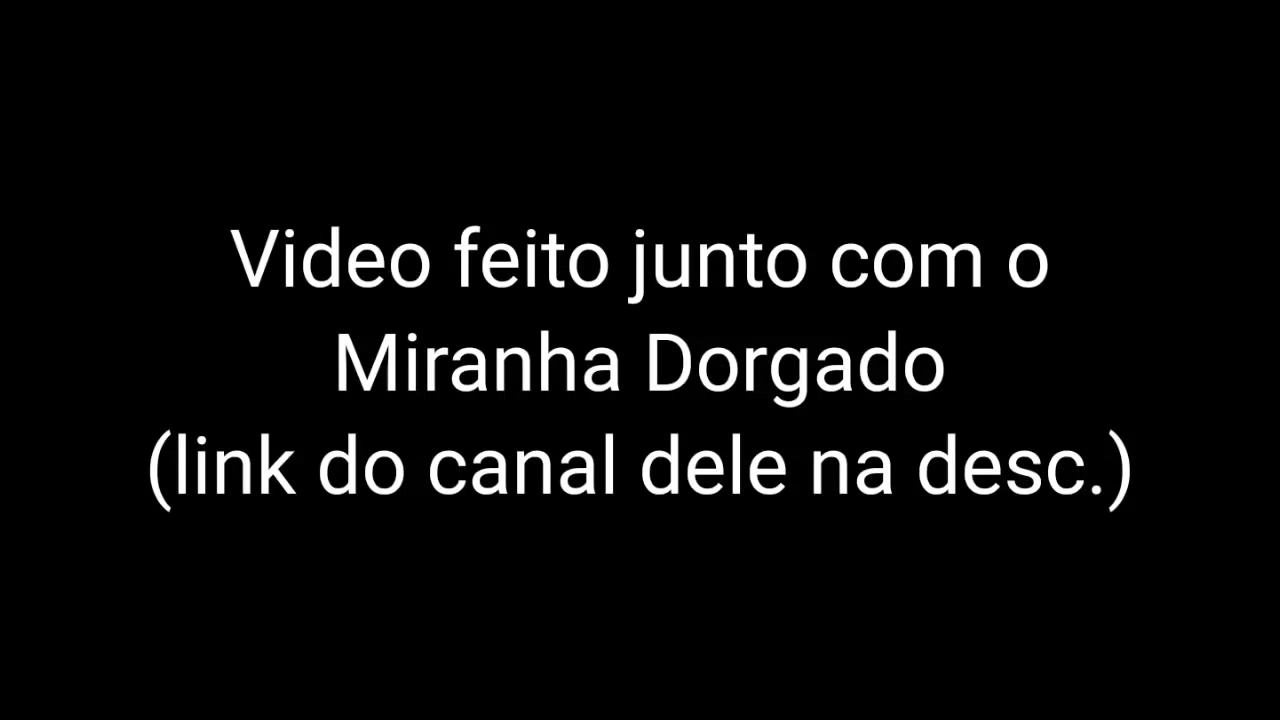 Video feito junto com o
Miranha Dorgado
(link do canal dele na desc.)